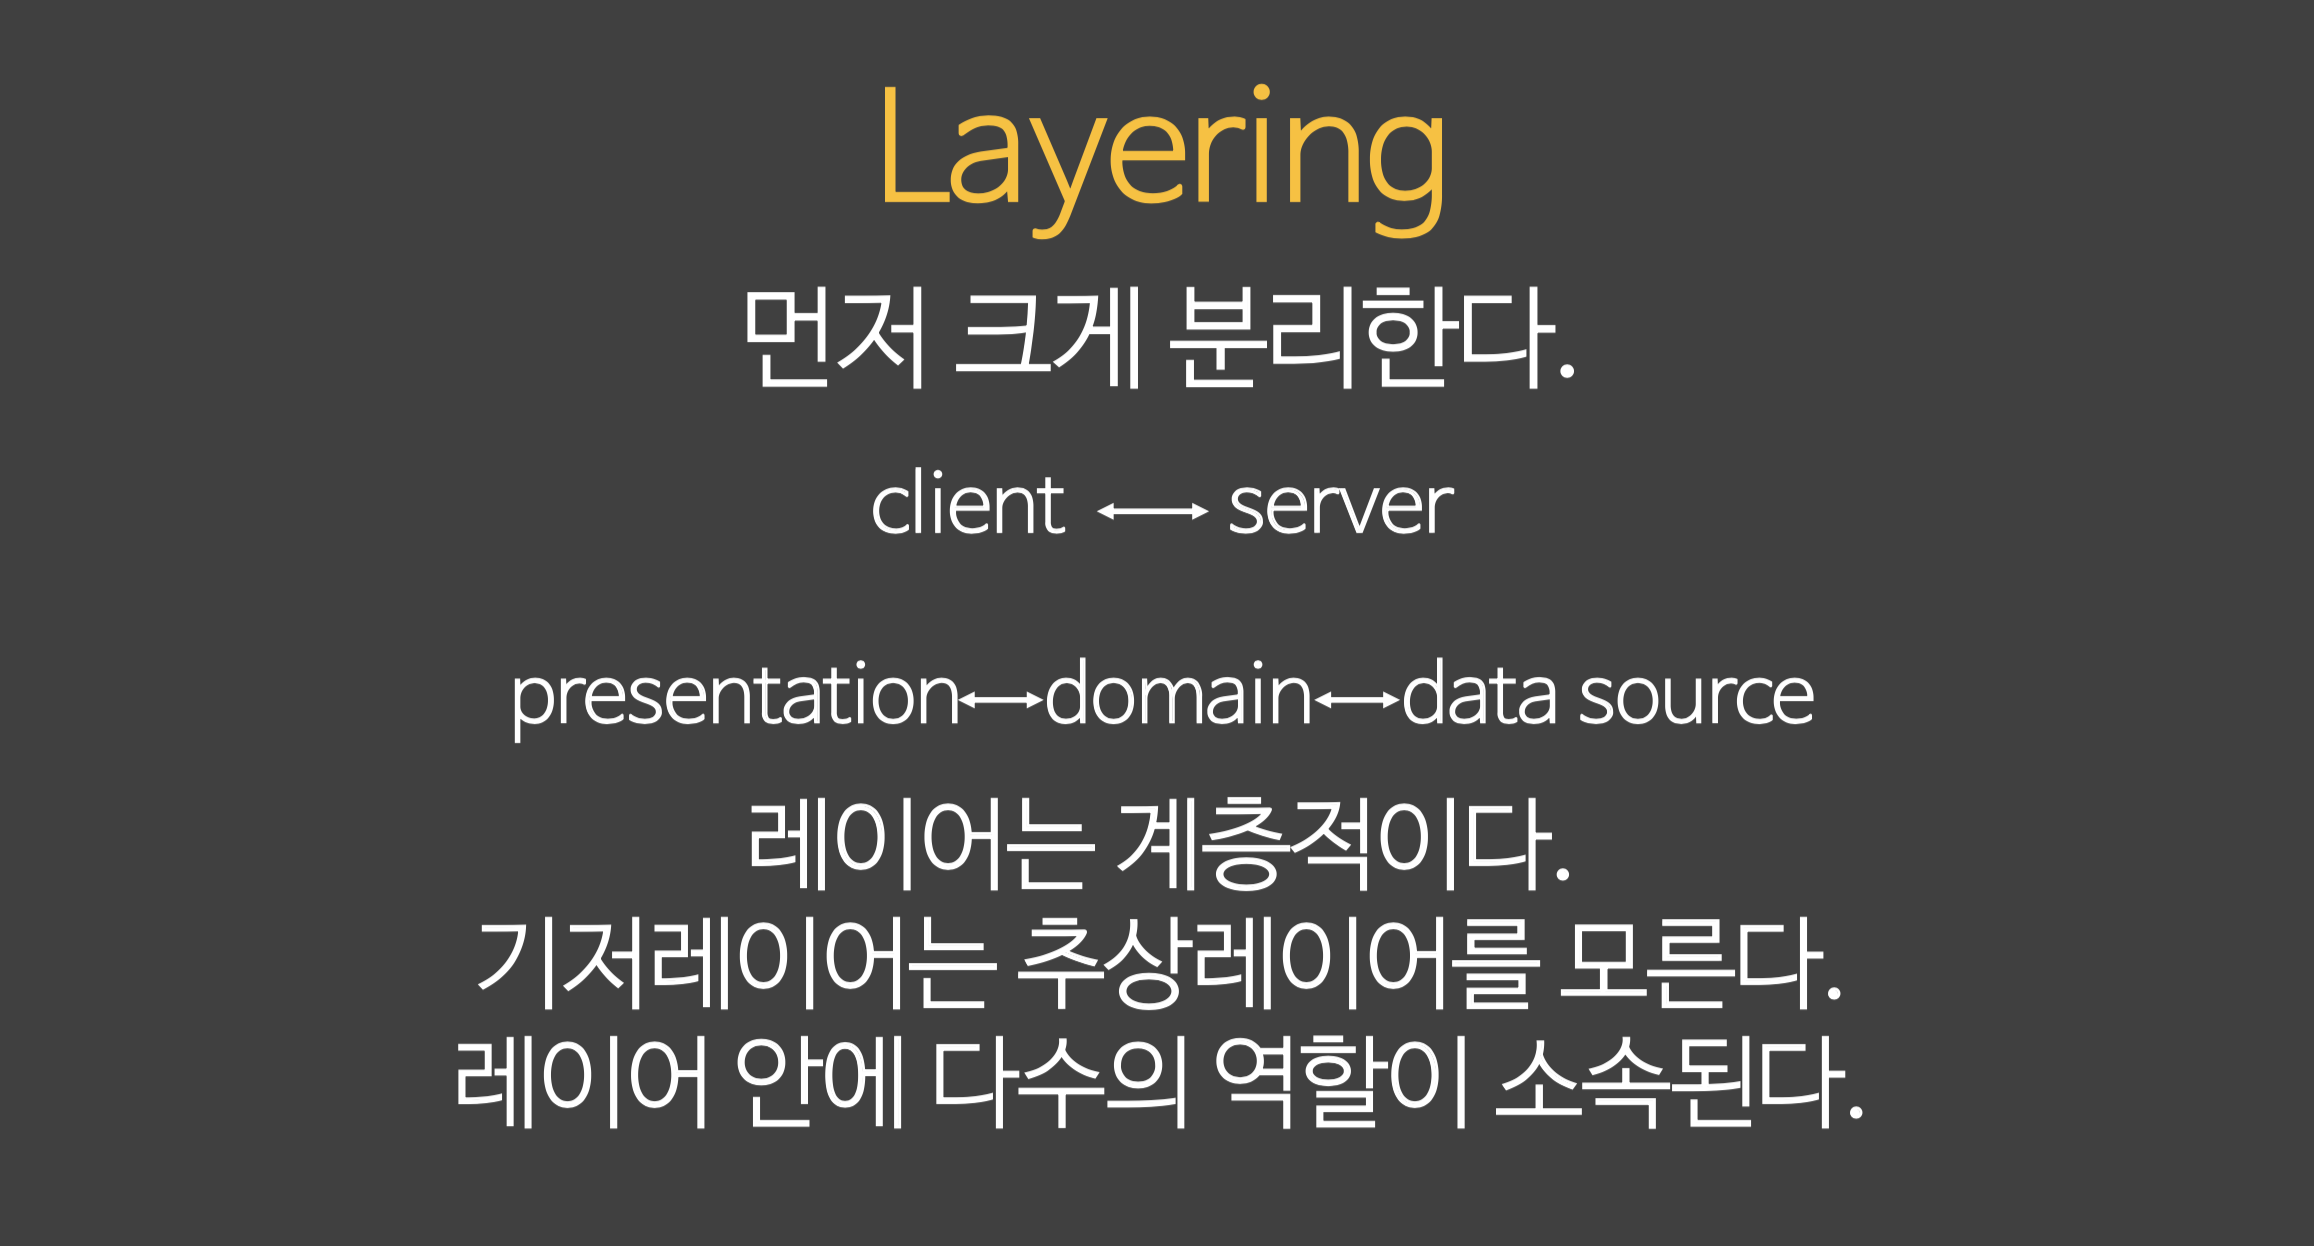 Layering
먼저 크게 분리한다.
client ⟷ server
presentation⟷domain⟷data source
레이어는 계층적이다.
기저레이어는 추상레이어를 모른다.
레이어 안에 다수의 역할이 소속된다.